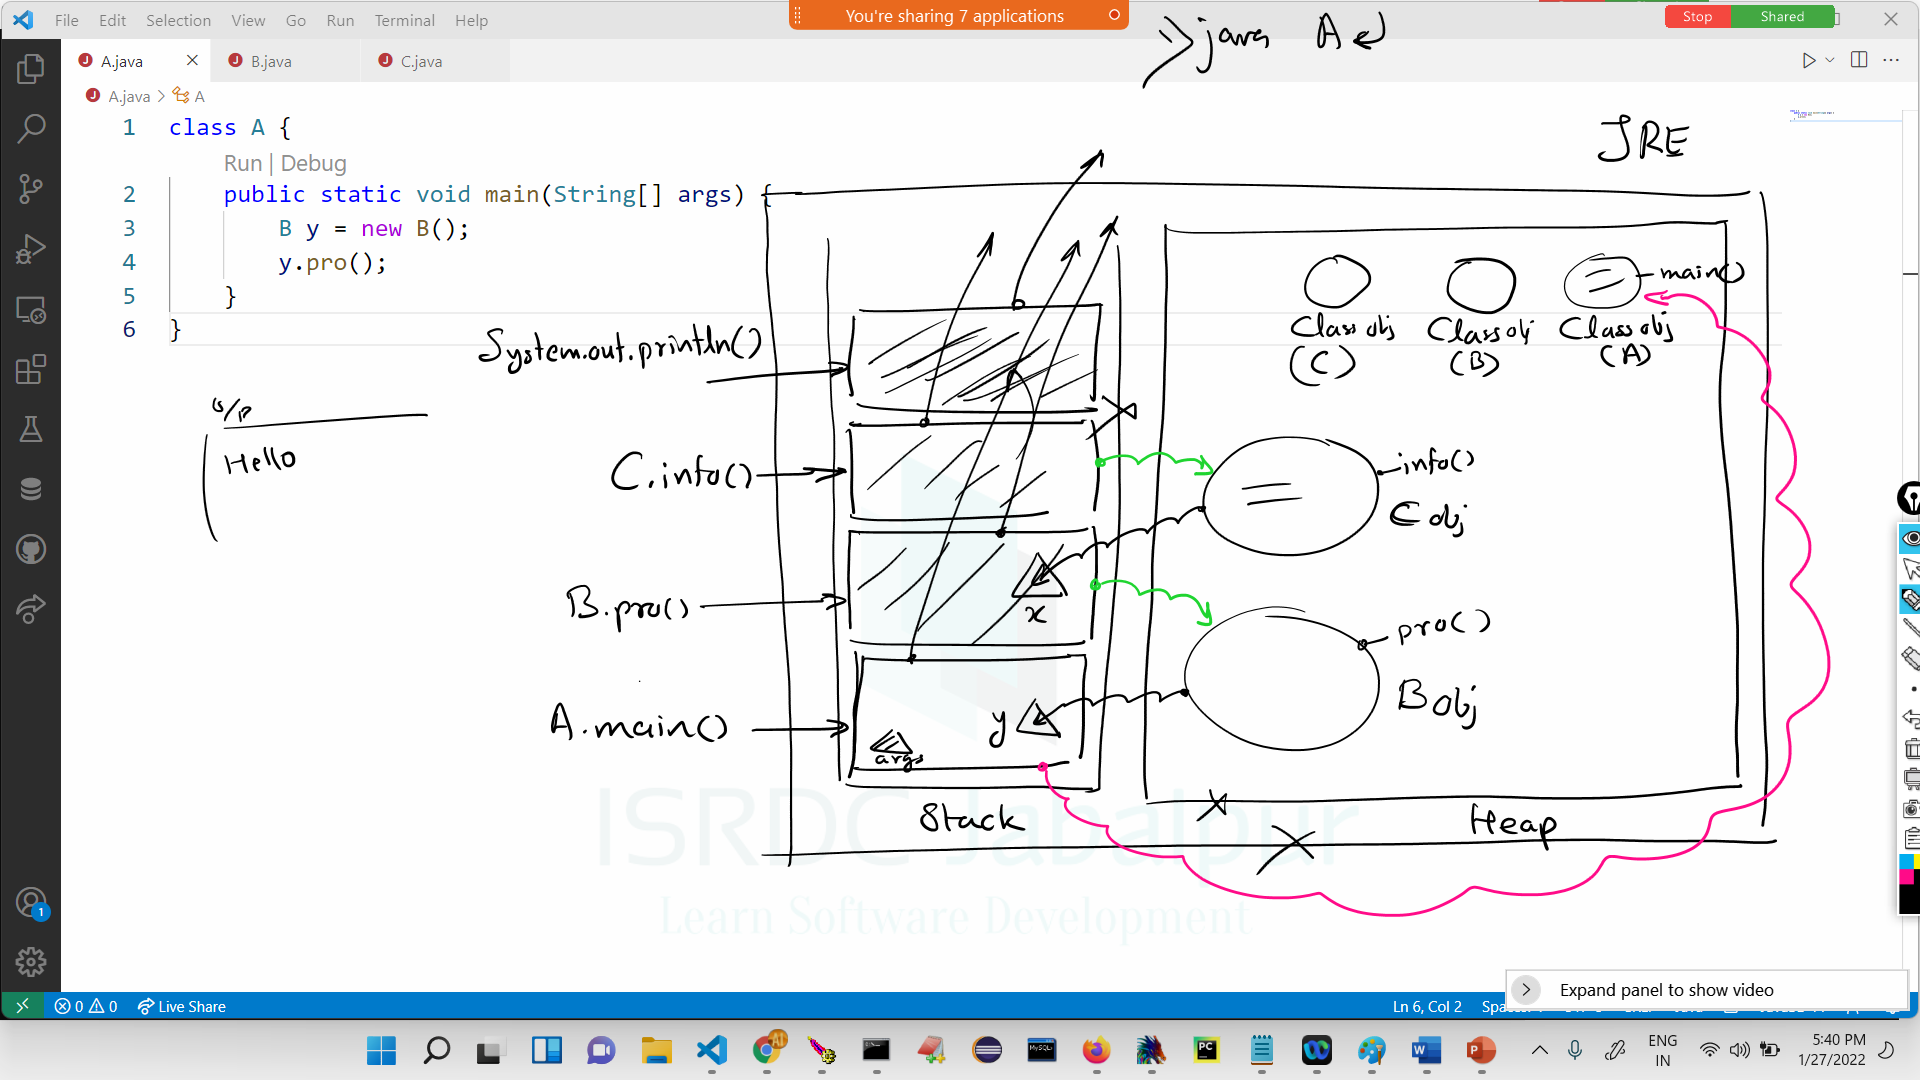 File Edit Selection View Go Run Terminal Help
You're sharing 7 applications
Stop Shared
>> java A
A.java B.java C.java
A.java > A
1 class A {
Run | Debug
2 public static void main(String[] args) {
3 B y = new B();
4 y.pro();
5 }
6 }
JRE
main()
Class obj (C)
Class obj (B)
Class obj (A)
System.out.println()
O/P
Hello
C.info()
info()
C obj
B.pro()
x
pro()
B obj
A.main()
y
args
Stack
Heap
ISRDC Jabalpur
Learn Software Development
Expand panel to show video
0 0 Live Share
Ln 6, Col 2
1
ENG
IN
5:40 PM
1/27/2022